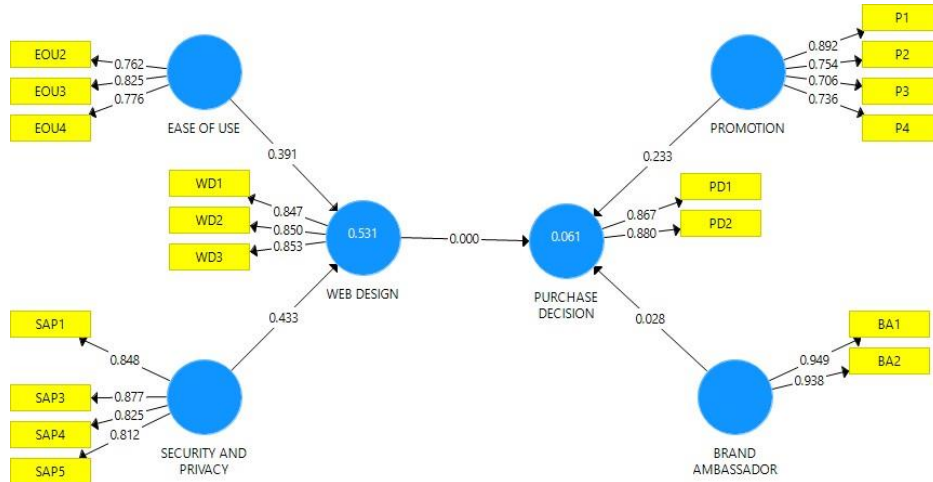 EOU2
0.762
EOU3
0.825
EOU4
0.776
EASE OF USE
0.391
P1
0.892
P2
0.754
0.706
P3
0.736
P4
PROMOTION
0.233
WD1
0.847
WD2
0.850
WD3
0.853
0.531
WEB DESIGN
0.000
0.061
PURCHASE
DECISION
PD1
0.867
PD2
0.880
0.433
0.028
SAP1
0.848
SAP3
0.877
0.825
SAP4
0.812
SAP5
SECURITY AND
PRIVACY
BA1
0.949
BA2
0.938
BRAND
AMBASSADOR